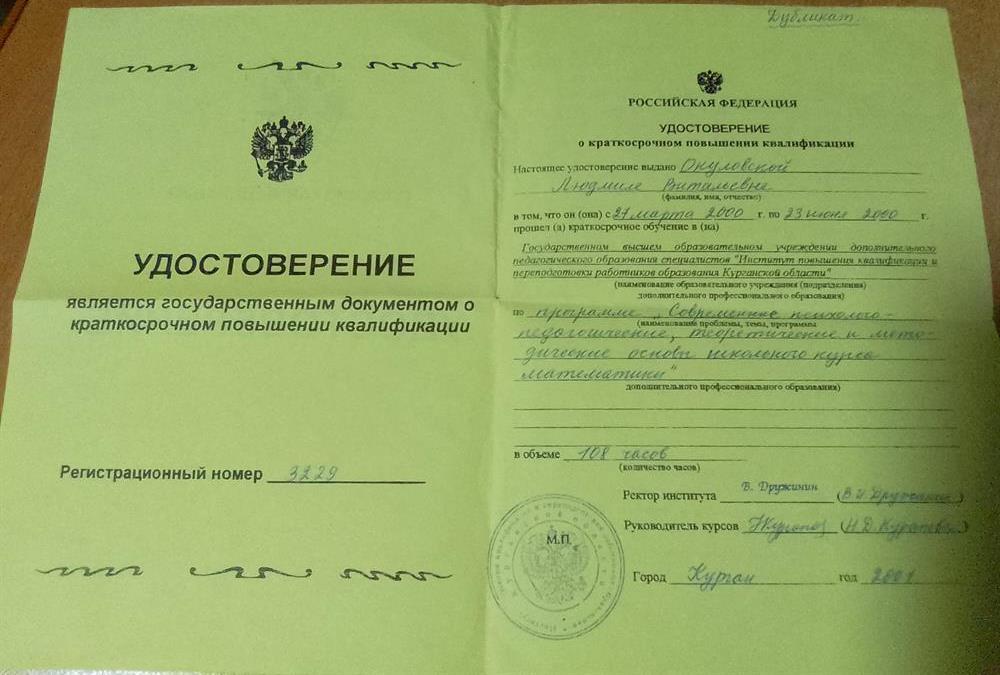 УДОСТОВЕРЕНИЕ
является государственным документом о
краткосрочном повышении квалификации
Регистрационный номер 3229
Дубликат.
РОССИЙСКАЯ ФЕДЕРАЦИЯ
УДОСТОВЕРЕНИЕ
о краткосрочном повышении квалификации
Настоящее удостоверение выдано Окуловской
Людмиле Витальевне
(фамилия, имя, отчество)
в том, что он (она) с 27 марта 2000 г. по 23 июня 2000 г.
прошел (а) краткосрочное обучение в (на)
Государственном высшем образовательном учреждении дополнительного
педагогического образования специалистов "Институт повышения квалификации и
переподготовки работников образования Курганской области"
(наименование образовательного учреждения (подразделения)
дополнительного профессионального образования)
по программе „Современные психолого-
(наименование проблемы, темы, программы
педагогические, теоретические и мето-
дические основы школьного курса
математики"
дополнительного профессионального образования)
в объеме 108 часов
(количество часов)
Ректор института В. Дружинин (В.И. Дружинин)
Руководитель курсов (Н.Д.
М.П.
Город Курган год 2001